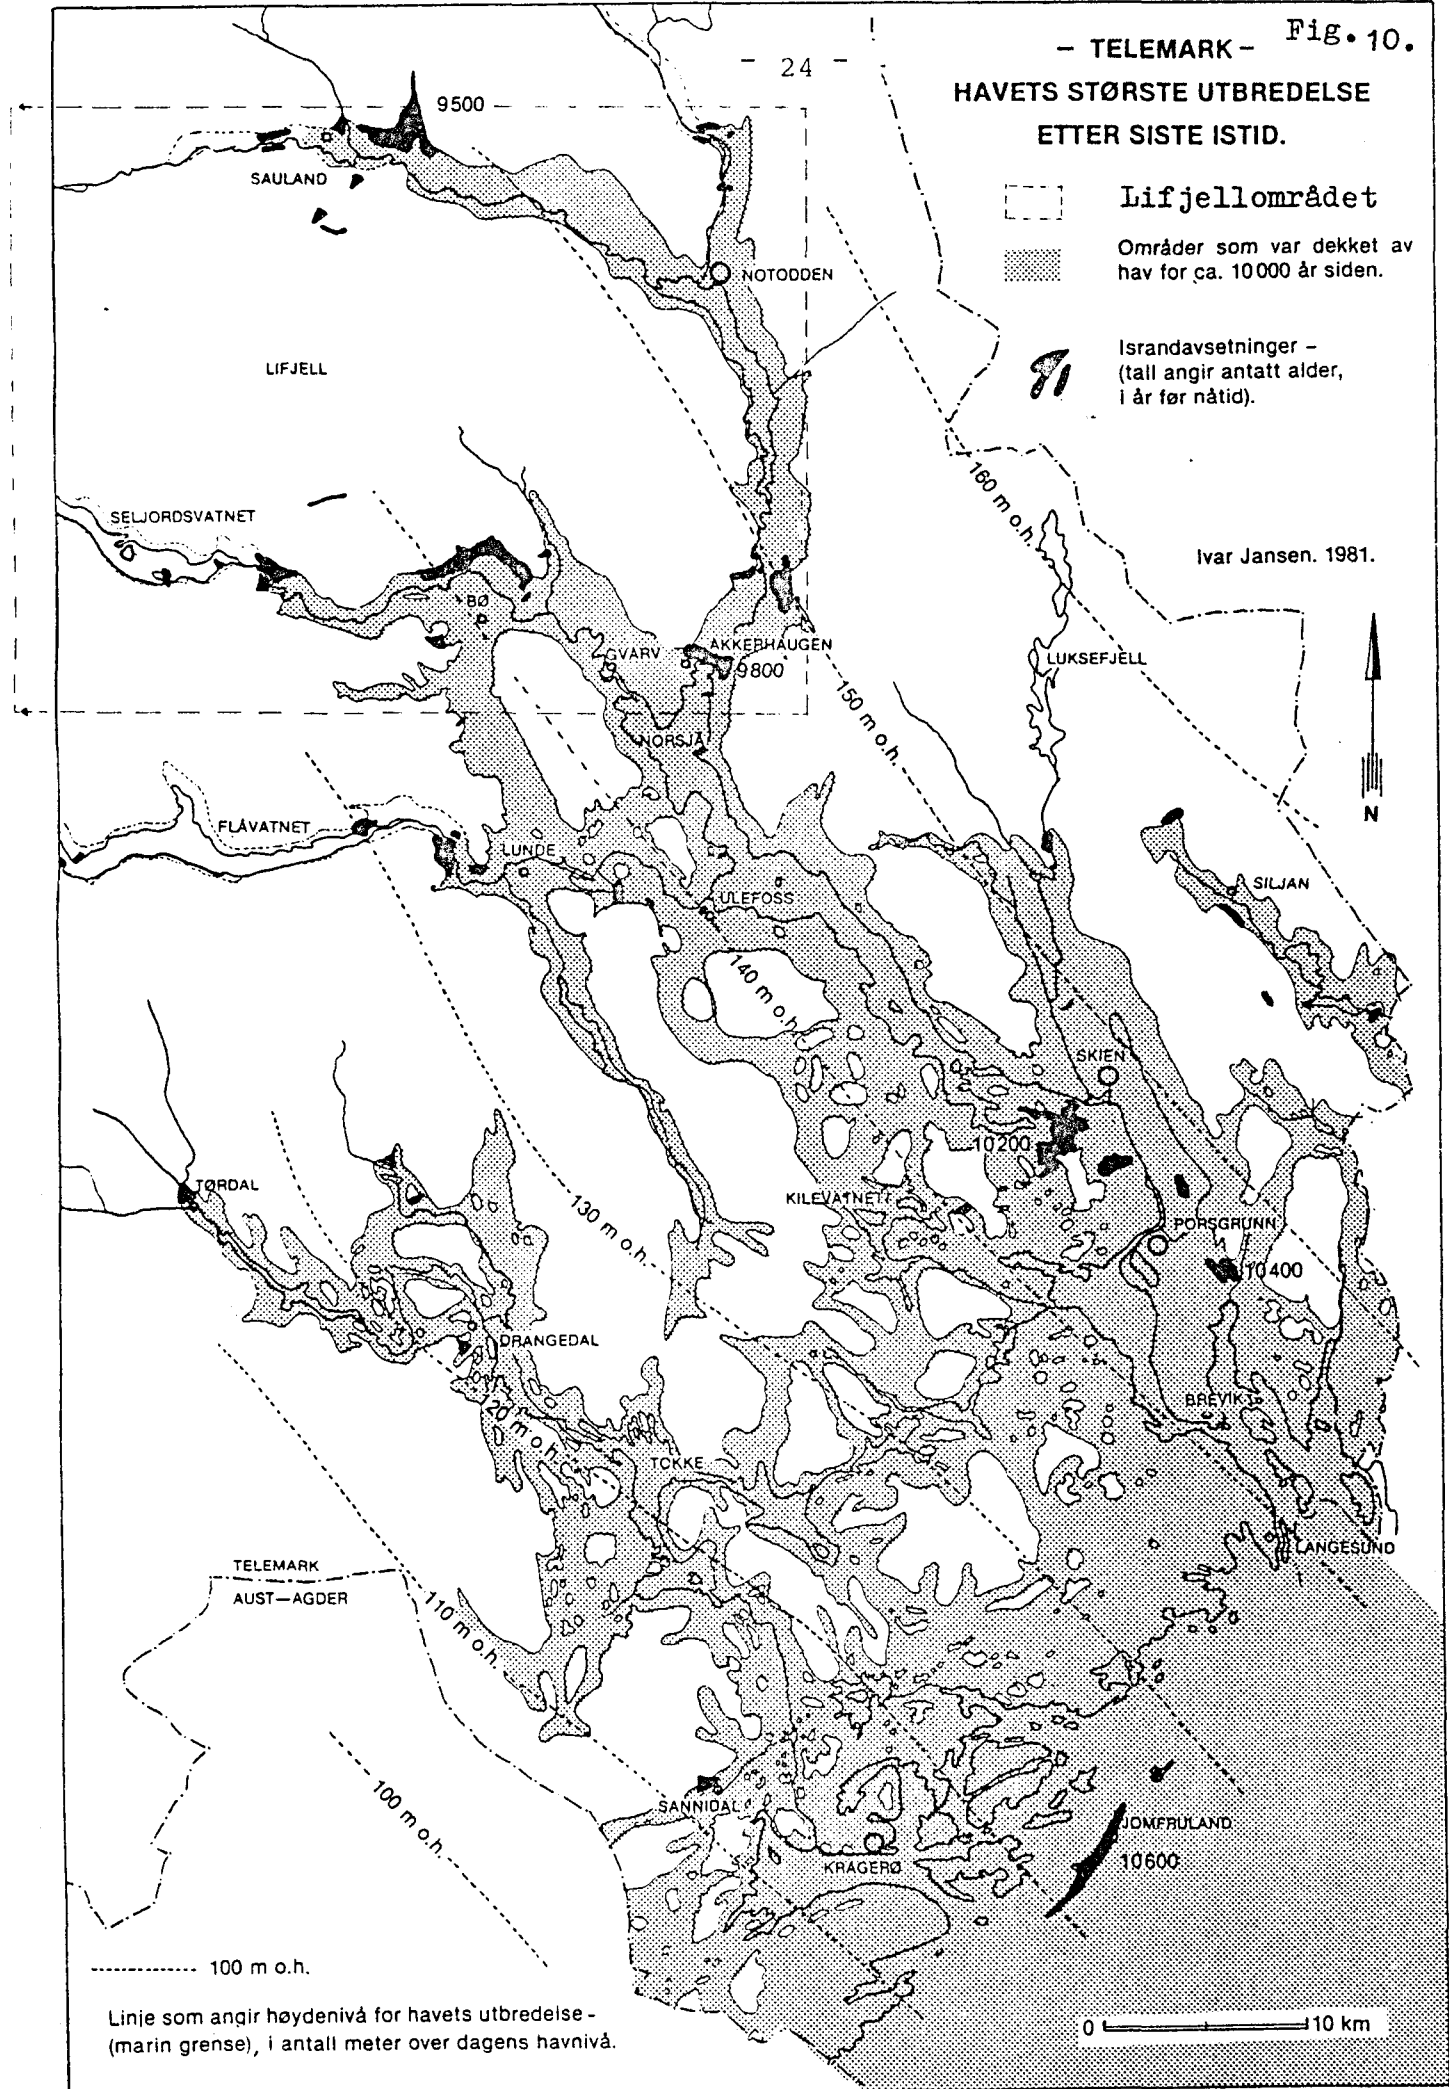 Fig. 10.
- 24 -
– TELEMARK –
HAVETS STØRSTE UTBREDELSE
ETTER SISTE ISTID.
Lifjellområdet
Områder som var dekket av
hav for ca. 10000 år siden.
Israndavsetninger –
(tall angir antatt alder,
i år før nåtid).
Ivar Jansen. 1981.
9500
SAULAND
NOTODDEN
LIFJELL
160 m o.h.
SELJORDSVATNET
BØ
GVARV
AKKERHAUGEN
9800
LUKSEFJELL
150 m o.h.
NORSJÅ
N
FLÅVATNET
LUNDE
SILJAN
ULEFOSS
140 m o.h.
SKIEN
10200
TØRDAL
KILEVATNET
130 m o.h.
PORSGRUNN
10400
DRANGEDAL
BREVIK
120 m o.h.
TOKKE
LANGESUND
TELEMARK
AUST—AGDER
110 m o.h.
100 m o.h.
SANNIDAL
JOMFRULAND
KRAGERØ
10600
100 m o.h.
Linje som angir høydenivå for havets utbredelse -
(marin grense), i antall meter over dagens havnivå.
0 10 km